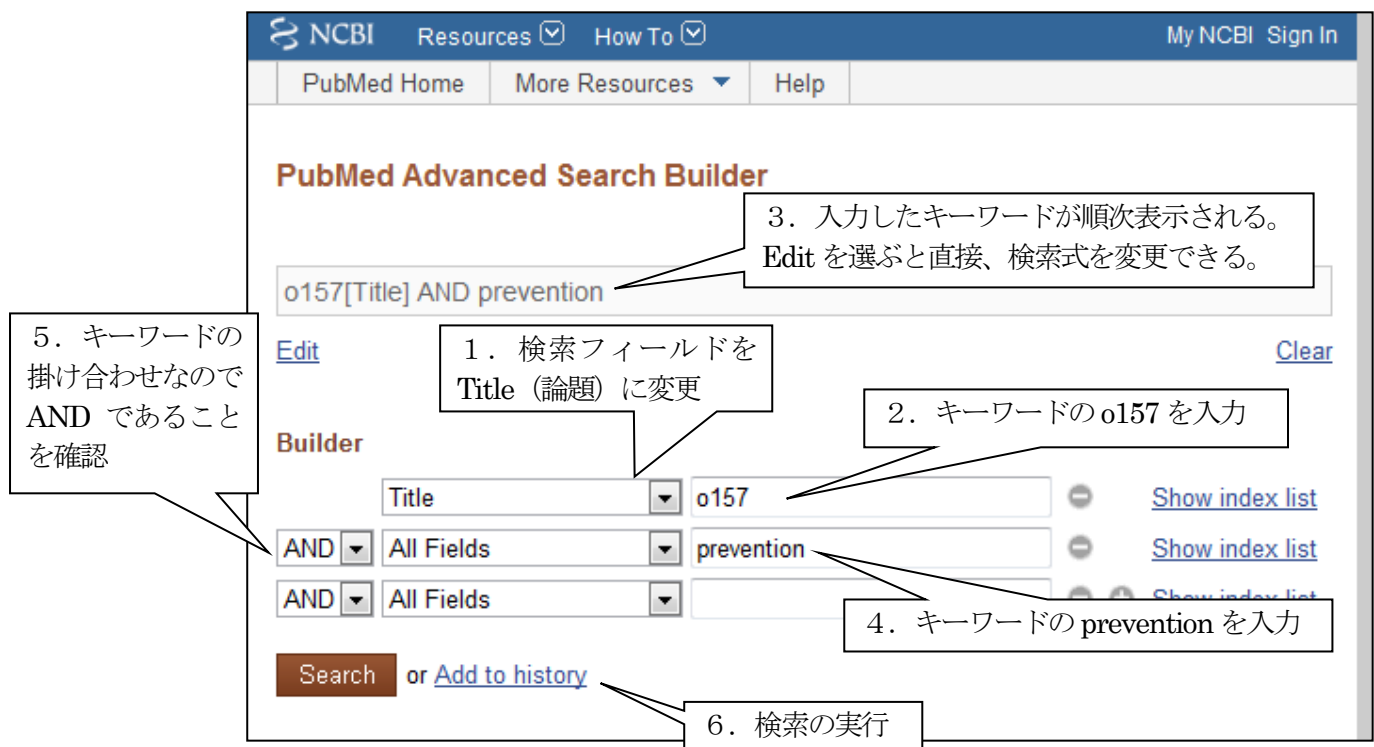 NCBI Resources How To My NCBI Sign In
PubMed Home More Resources Help
PubMed Advanced Search Builder
3．入力したキーワードが順次表示される。
Edit を選ぶと直接、検索式を変更できる。
o157[Title] AND prevention
5．キーワードの
掛け合わせなので
AND であること
を確認
Edit
1．検索フィールドを
Title（論題）に変更
Clear
2．キーワードの o157 を入力
Builder
Title o157 Show index list
AND All Fields prevention Show index list
AND All Fields Show index list
4．キーワードの prevention を入力
Search or Add to history
6．検索の実行